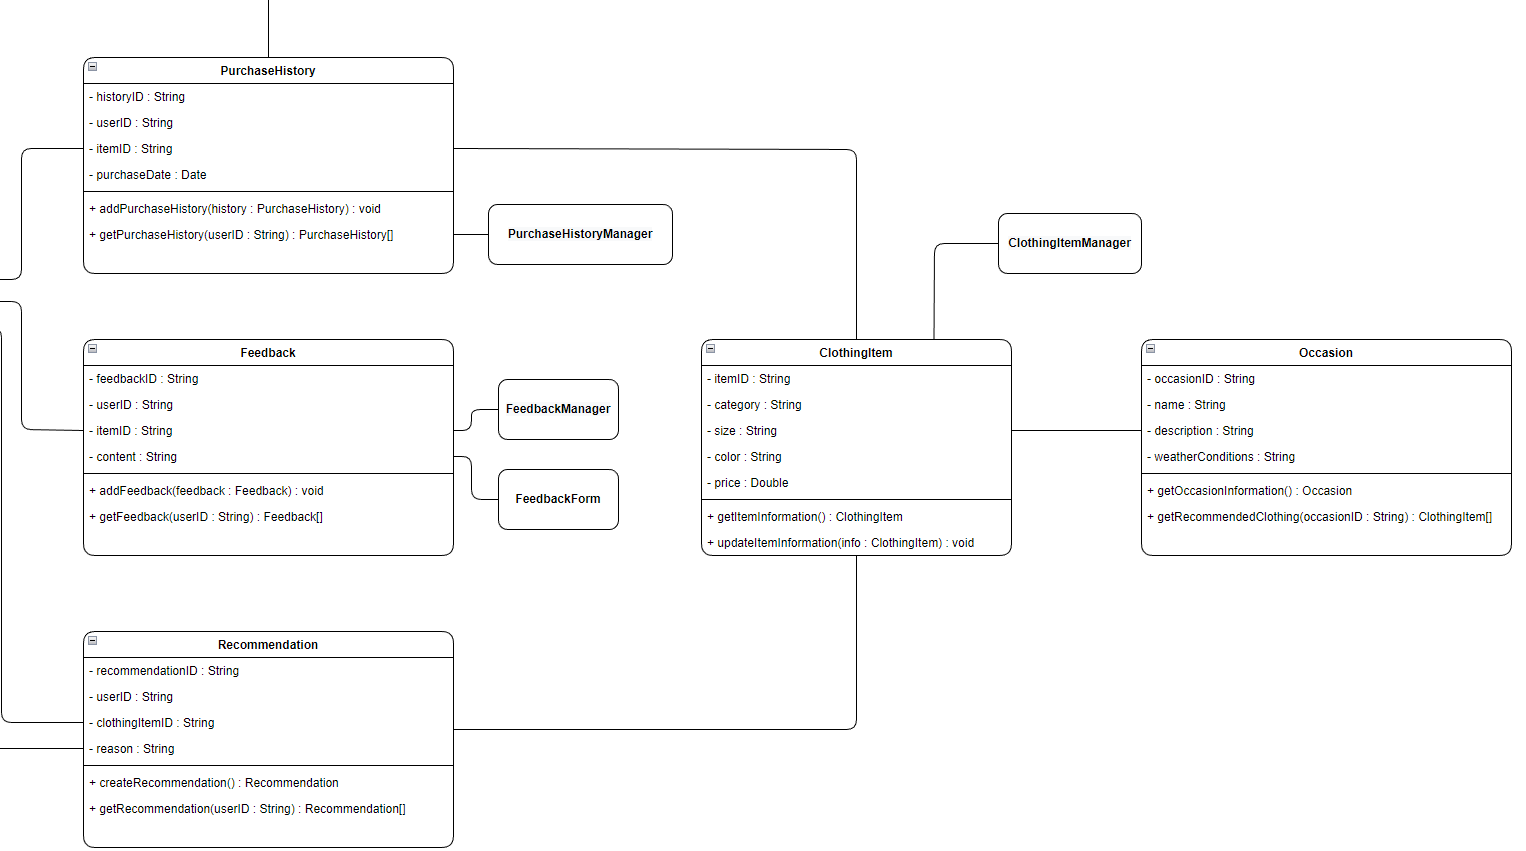 PurchaseHistory
- historyID : String
- userID : String
- itemID : String
- purchaseDate : Date
+ addPurchaseHistory(history : PurchaseHistory) : void
+ getPurchaseHistory(userID : String) : PurchaseHistory[]
PurchaseHistoryManager
ClothingItemManager
Feedback
- feedbackID : String
- userID : String
- itemID : String
- content : String
+ addFeedback(feedback : Feedback) : void
+ getFeedback(userID : String) : Feedback[]
FeedbackManager
FeedbackForm
ClothingItem
- itemID : String
- category : String
- size : String
- color : String
- price : Double
+ getItemInformation() : ClothingItem
+ updateItemInformation(info : ClothingItem) : void
Occasion
- occasionID : String
- name : String
- description : String
- weatherConditions : String
+ getOccasionInformation() : Occasion
+ getRecommendedClothing(occasionID : String) : ClothingItem[]
Recommendation
- recommendationID : String
- userID : String
- clothingItemID : String
- reason : String
+ createRecommendation() : Recommendation
+ getRecommendation(userID : String) : Recommendation[]